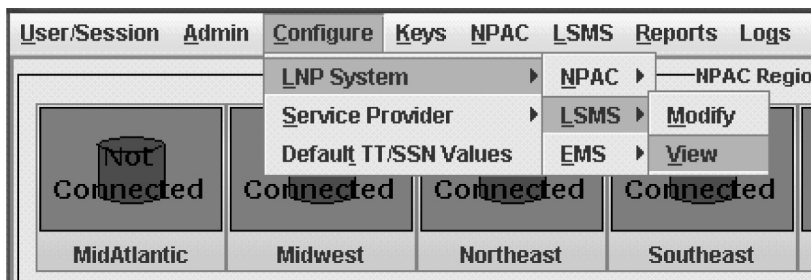 User/Session Admin Configure Keys NPAC LSMS Reports Logs
LNP System NPAC NPAC Regio
Service Provider LSMS Modify
Default TT/SSN Values EMS View
Not
Connected Connected Connected Connected
MidAtlantic Midwest Northeast Southeast